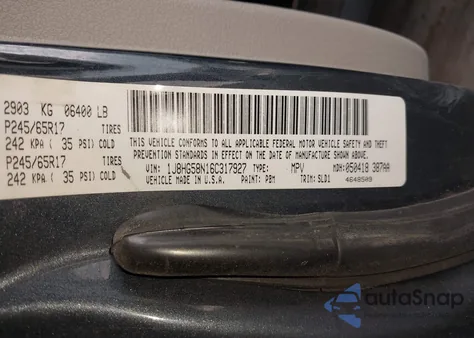 2903 KG 06400 LB
P245/65R17 TIRES
242 KPA( 35 PSI) COLD
P245/65R17 TIRES
242 KPA( 35 PSI) COLD
THIS VEHICLE CONFORMS TO ALL APPLICABLE FEDERAL MOTOR VEHICLE SAFETY AND THEFT
PREVENTION STANDARDS IN EFFECT ON THE DATE OF MANUFACTURE SHOWN ABOVE.
VIN: 1J8HG58N16C317927 TYPE: MPV MDH:050418 387AA
VEHICLE MADE IN U.S.A. PAINT: PBM TRIM: SLD1 4648509
autoSnap